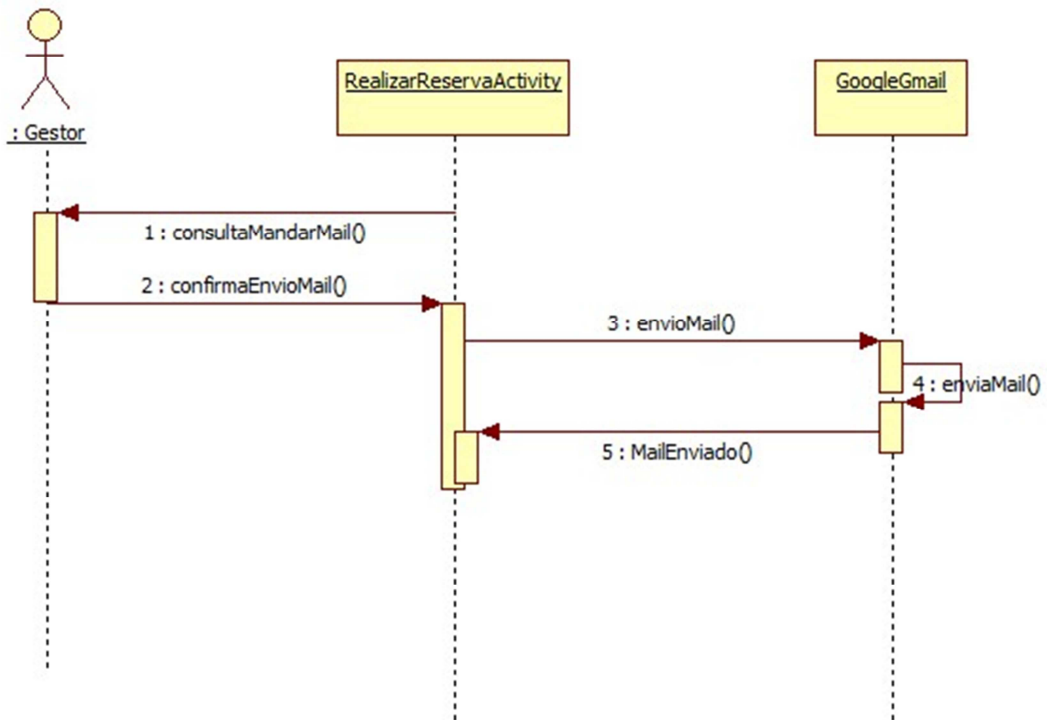 : Gestor
RealizarReservaActivity
GoogleGmail
1 : consultaMandarMail()
2 : confirmaEnvioMail()
3 : envioMail()
4 : enviaMail()
5 : MailEnviado()